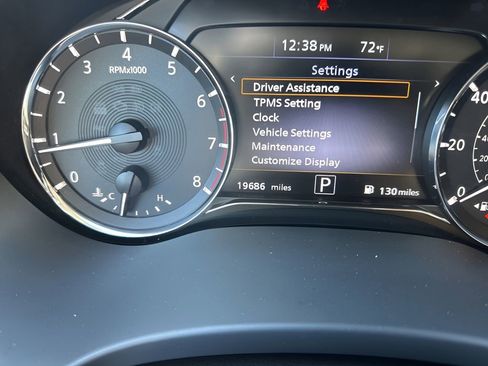 12:38 PM 72°F
Settings
Driver Assistance
TPMS Setting
Clock
Vehicle Settings
Maintenance
Customize Display
19686 miles P 130 miles
RPMx1000
0 1 2 3 4 5 6 7 8
C H
40
20
0